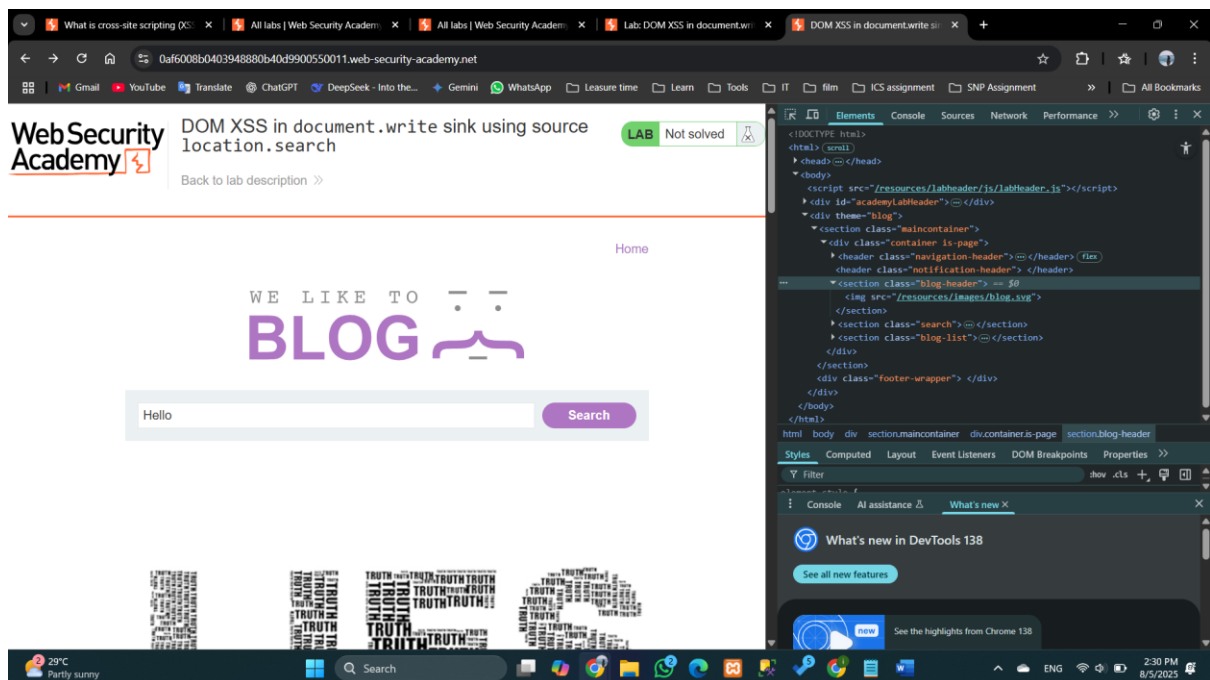 What is cross-site scripting (XSS
All labs | Web Security Academy
All labs | Web Security Academy
Lab: DOM XSS in document.wri
DOM XSS in document.write sin
0af6008b0403948880b40d9900550011.web-security-academy.net
Gmail YouTube Translate ChatGPT DeepSeek - Into the... Gemini WhatsApp Leasure time Learn Tools IT film ICS assignment SNP Assignment » All Bookmarks
Web Security
Academy
DOM XSS in document.write sink using source
location.search
Back to lab description »
LAB Not solved
Home
WE LIKE TO
BLOG
Hello
Search
Elements Console Sources Network Performance »
<!DOCTYPE html>
<html> scroll
<head> ⋯ </head>
<body>
<script src="/resources/labheader/js/labHeader.js"></script>
<div id="academyLabHeader"> ⋯ </div>
<div theme="blog">
<section class="maincontainer">
<div class="container is-page">
<header class="navigation-header"> ⋯ </header> flex
<header class="notification-header"> </header>
⋯ <section class="blog-header"> == $0
<img src="/resources/images/blog.svg">
</section>
<section class="search"> ⋯ </section>
<section class="blog-list"> ⋯ </section>
</div>
</section>
<div class="footer-wrapper"> </div>
</div>
</body>
</html>
html body div section.maincontainer div.container.is-page section.blog-header
Styles Computed Layout Event Listeners DOM Breakpoints Properties »
Filter :hov .cls
element.style {
Console AI assistance What's new
What's new in DevTools 138
See all new features
new
See the highlights from Chrome 138
TRUTH TRUTH TRUTH TRUTH
2 29°C
Partly sunny
Search
2
5
ENG
2:30 PM
8/5/2025